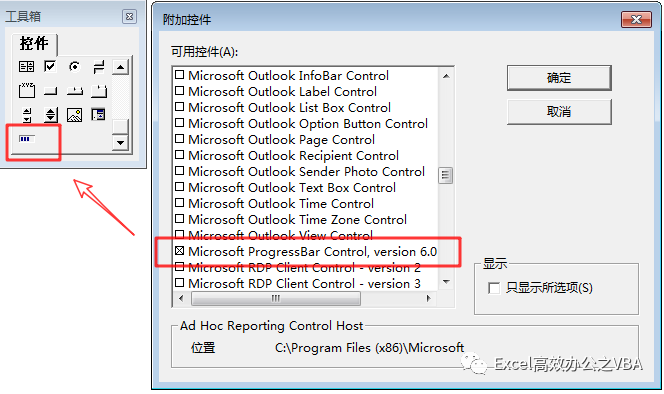 工具箱
控件
XYZ
附加控件
可用控件(A):
Microsoft Outlook InfoBar Control
Microsoft Outlook Label Control
Microsoft Outlook List Box Control
Microsoft Outlook Option Button Control
Microsoft Outlook Page Control
Microsoft Outlook Recipient Control
Microsoft Outlook Sender Photo Control
Microsoft Outlook Text Box Control
Microsoft Outlook Time Control
Microsoft Outlook Time Zone Control
Microsoft Outlook View Control
Microsoft ProgressBar Control, version 6.0
Microsoft RDP Client Control - version 2
Microsoft RDP Client Control - version 3
确定
取消
显示
只显示所选项(S)
Ad Hoc Reporting Control Host
位置 C:\Program Files (x86)\Microsoft
Excel高效办公之VBA